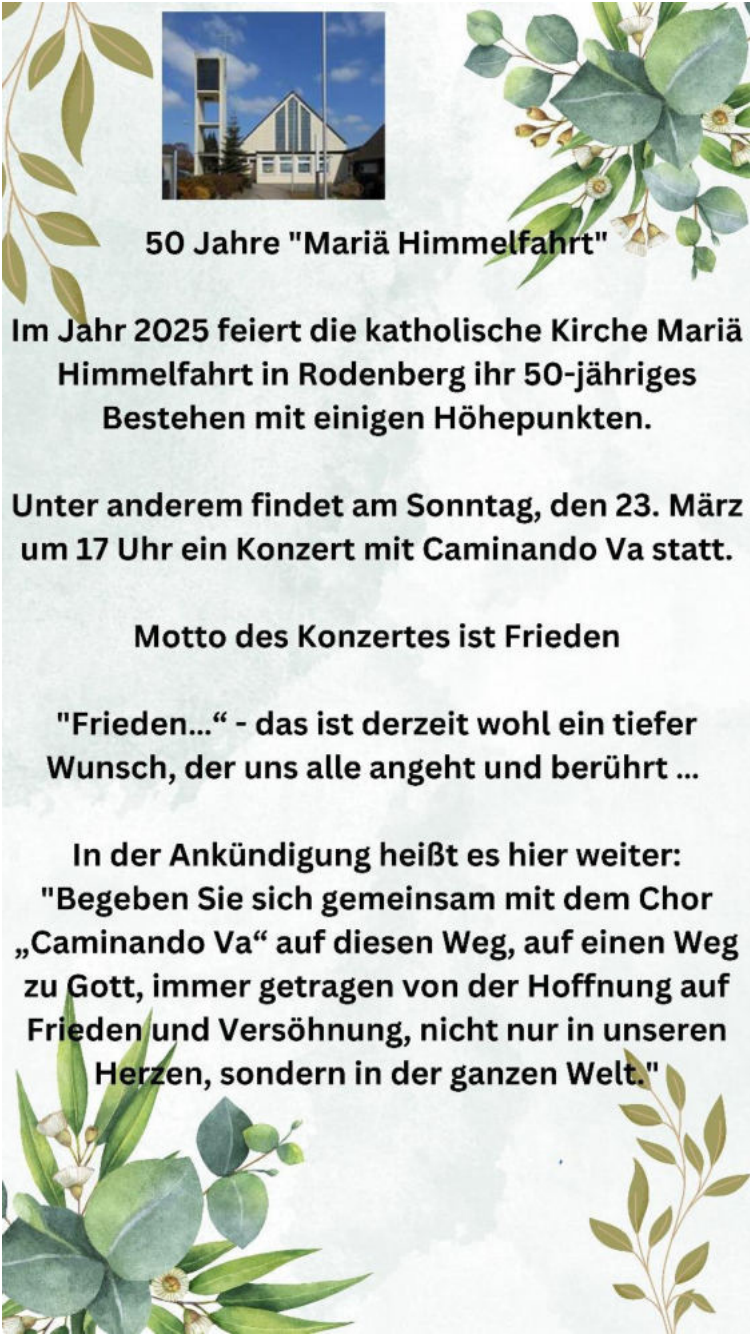 50 Jahre "Mariä Himmelfahrt"
Im Jahr 2025 feiert die katholische Kirche Mariä
Himmelfahrt in Rodenberg ihr 50-jähriges
Bestehen mit einigen Höhepunkten.
Unter anderem findet am Sonntag, den 23. März
um 17 Uhr ein Konzert mit Caminando Va statt.
Motto des Konzertes ist Frieden
"Frieden...“ - das ist derzeit wohl ein tiefer
Wunsch, der uns alle angeht und berührt ...
In der Ankündigung heißt es hier weiter:
"Begeben Sie sich gemeinsam mit dem Chor
„Caminando Va“ auf diesen Weg, auf einen Weg
zu Gott, immer getragen von der Hoffnung auf
Frieden und Versöhnung, nicht nur in unseren
Herzen, sondern in der ganzen Welt."